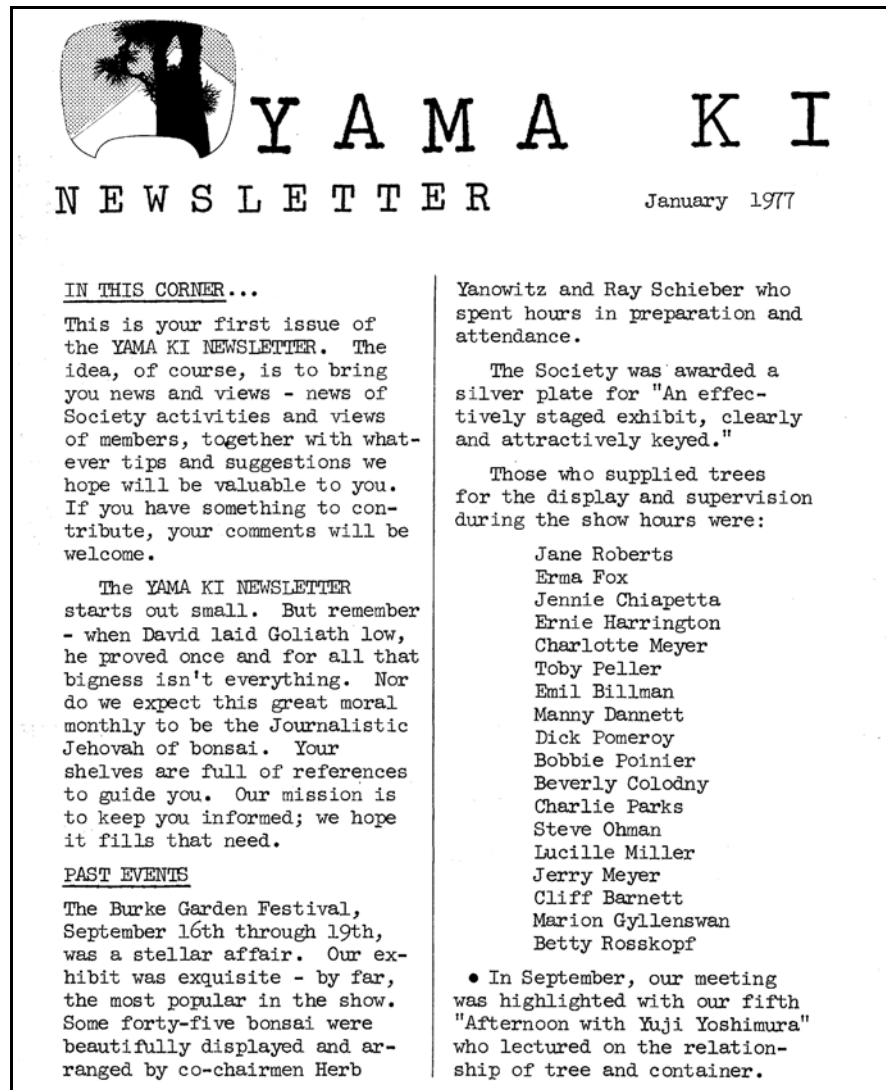 YAMA KI
NEWSLETTER
January 1977
IN THIS CORNER...
This is your first issue of
the YAMA KI NEWSLETTER. The
idea, of course, is to bring
you news and views - news of
Society activities and views
of members, together with what-
ever tips and suggestions we
hope will be valuable to you.
If you have something to con-
tribute, your comments will be
welcome.
The YAMA KI NEWSLETTER
starts out small. But remember
- when David laid Goliath low,
he proved once and for all that
bigness isn't everything. Nor
do we expect this great moral
monthly to be the Journalistic
Jehovah of bonsai. Your
shelves are full of references
to guide you. Our mission is
to keep you informed; we hope
it fills that need.
PAST EVENTS
The Burke Garden Festival,
September 16th through 19th,
was a stellar affair. Our ex-
hibit was exquisite - by far,
the most popular in the show.
Some forty-five bonsai were
beautifully displayed and ar-
ranged by co-chairmen Herb
Yanowitz and Ray Schieber who
spent hours in preparation and
attendance.
The Society was awarded a
silver plate for "An effec-
tively staged exhibit, clearly
and attractively keyed."
Those who supplied trees
for the display and supervision
during the show hours were:
Jane Roberts
Erma Fox
Jennie Chiapetta
Ernie Harrington
Charlotte Meyer
Toby Peller
Emil Billman
Manny Dannett
Dick Pomeroy
Bobbie Poinier
Beverly Colodny
Charlie Parks
Steve Ohman
Lucille Miller
Jerry Meyer
Cliff Barnett
Marion Gyllenswan
Betty Rosskopf
● In September, our meeting
was highlighted with our fifth
"Afternoon with Yuji Yoshimura"
who lectured on the relation-
ship of tree and container.